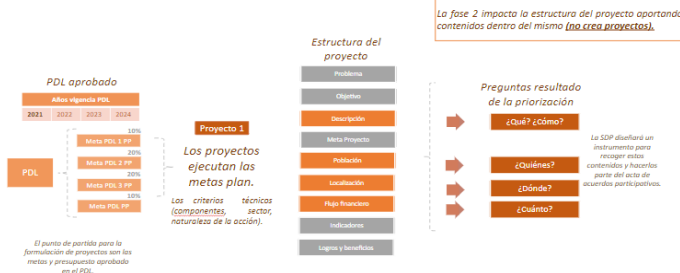 La fase 2 impacta la estructura del proyecto aportando
contenidos dentro del mismo (no crea proyectos).
Estructura del
proyecto
PDL aprobado
Años vigencia PDL
2021 2022 2023 2024
PDL
10%
Meta PDL 1 PP
20%
Meta PDL 2 PP
20%
Meta PDL 3 PP
10%
Meta PDL PP
El punto de partida para la
formulación de proyectos son las
metas y presupuesto aprobado
en el PDL.
Proyecto 1
Los proyectos
ejecutan las
metas plan.
Los criterios técnicos
(componentes, sector,
naturaleza de la acción).
Problema
Objetivo
Descripción
Meta Proyecto
Población
Localización
Flujo financiero
Indicadores
Logros y beneficios
Preguntas resultado
de la priorización
¿Qué? ¿Cómo?
¿Quiénes?
¿Dónde?
¿Cuánto?
La SDP diseñará un
instrumento para
recoger estos
contenidos y hacerlos
parte del acta de
acuerdos participativos.